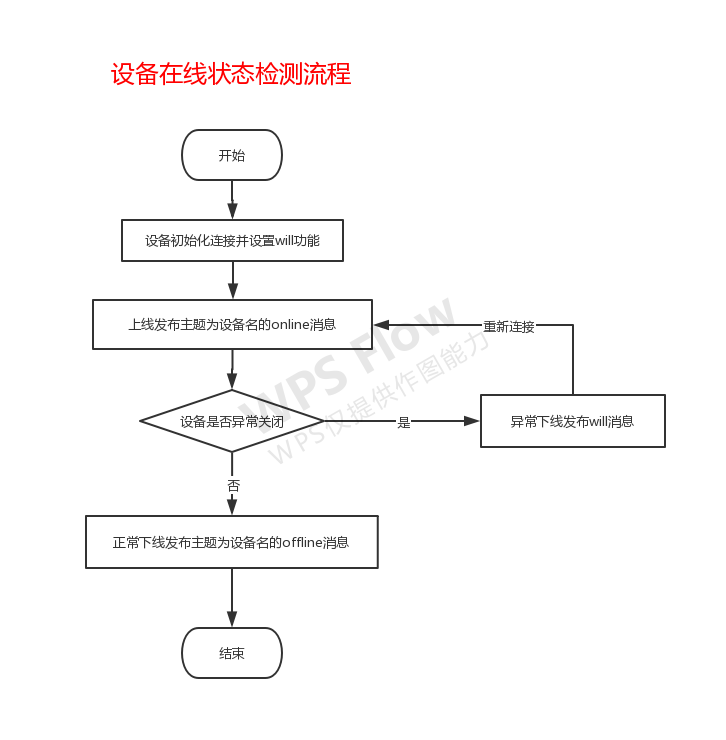 设备在线状态检测流程
开始
设备初始化连接并设置will功能
上线发布主题为设备名的online消息
重新连接
设备是否异常关闭
是
异常下线发布will消息
否
正常下线发布主题为设备名的offline消息
结束
WPS Flow
WPS仅提供作图能力